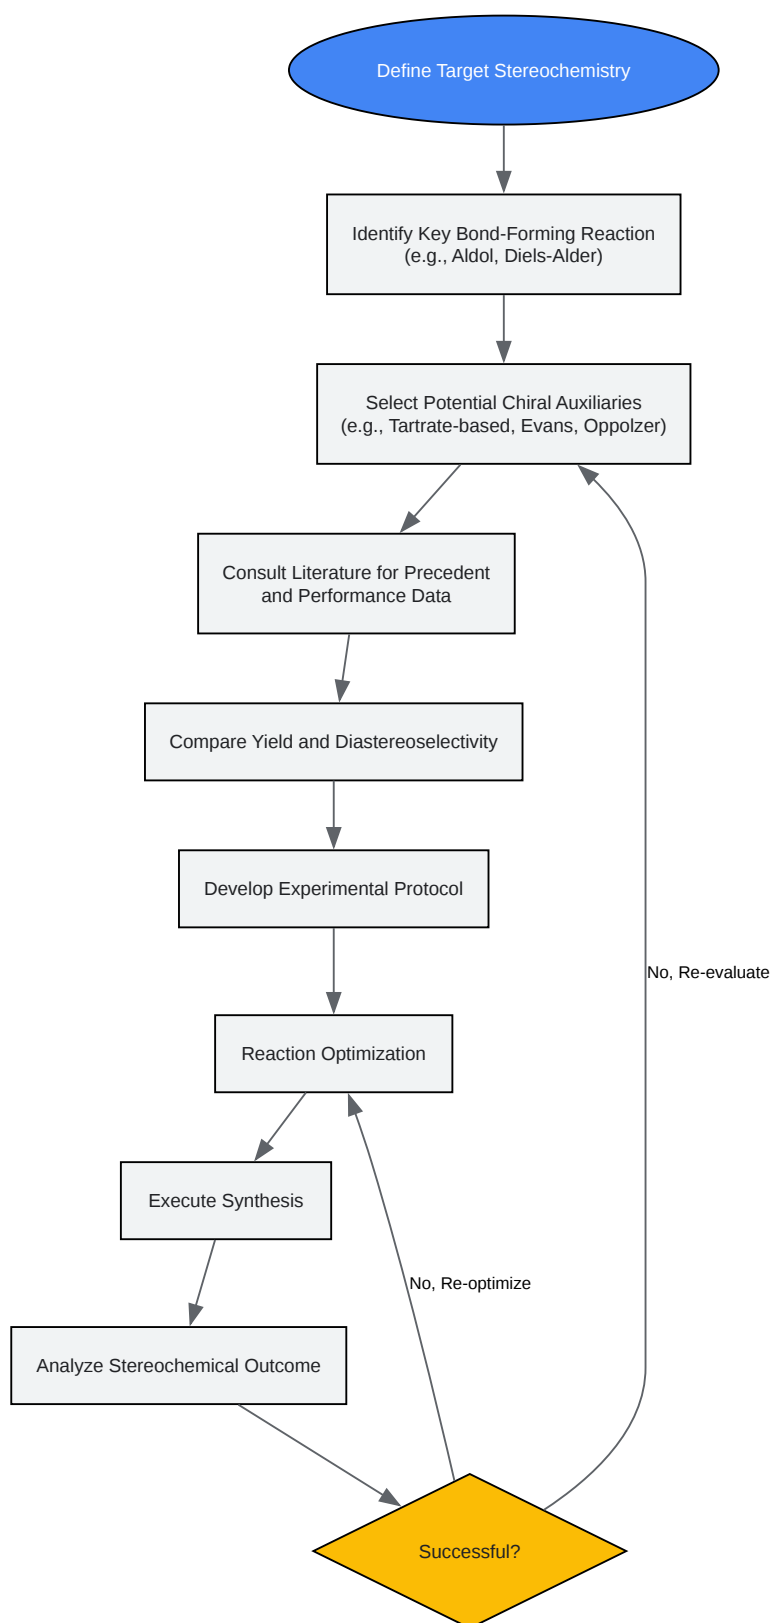 Define Target Stereochemistry
Identify Key Bond-Forming Reaction
(e.g., Aldol, Diels-Alder)
Select Potential Chiral Auxiliaries
(e.g., Tartrate-based, Evans, Oppolzer)
Consult Literature for Precedent
and Performance Data
Compare Yield and Diastereoselectivity
Develop Experimental Protocol
No, Re-evaluate
Reaction Optimization
Execute Synthesis
No, Re-optimize
Analyze Stereochemical Outcome
Successful?